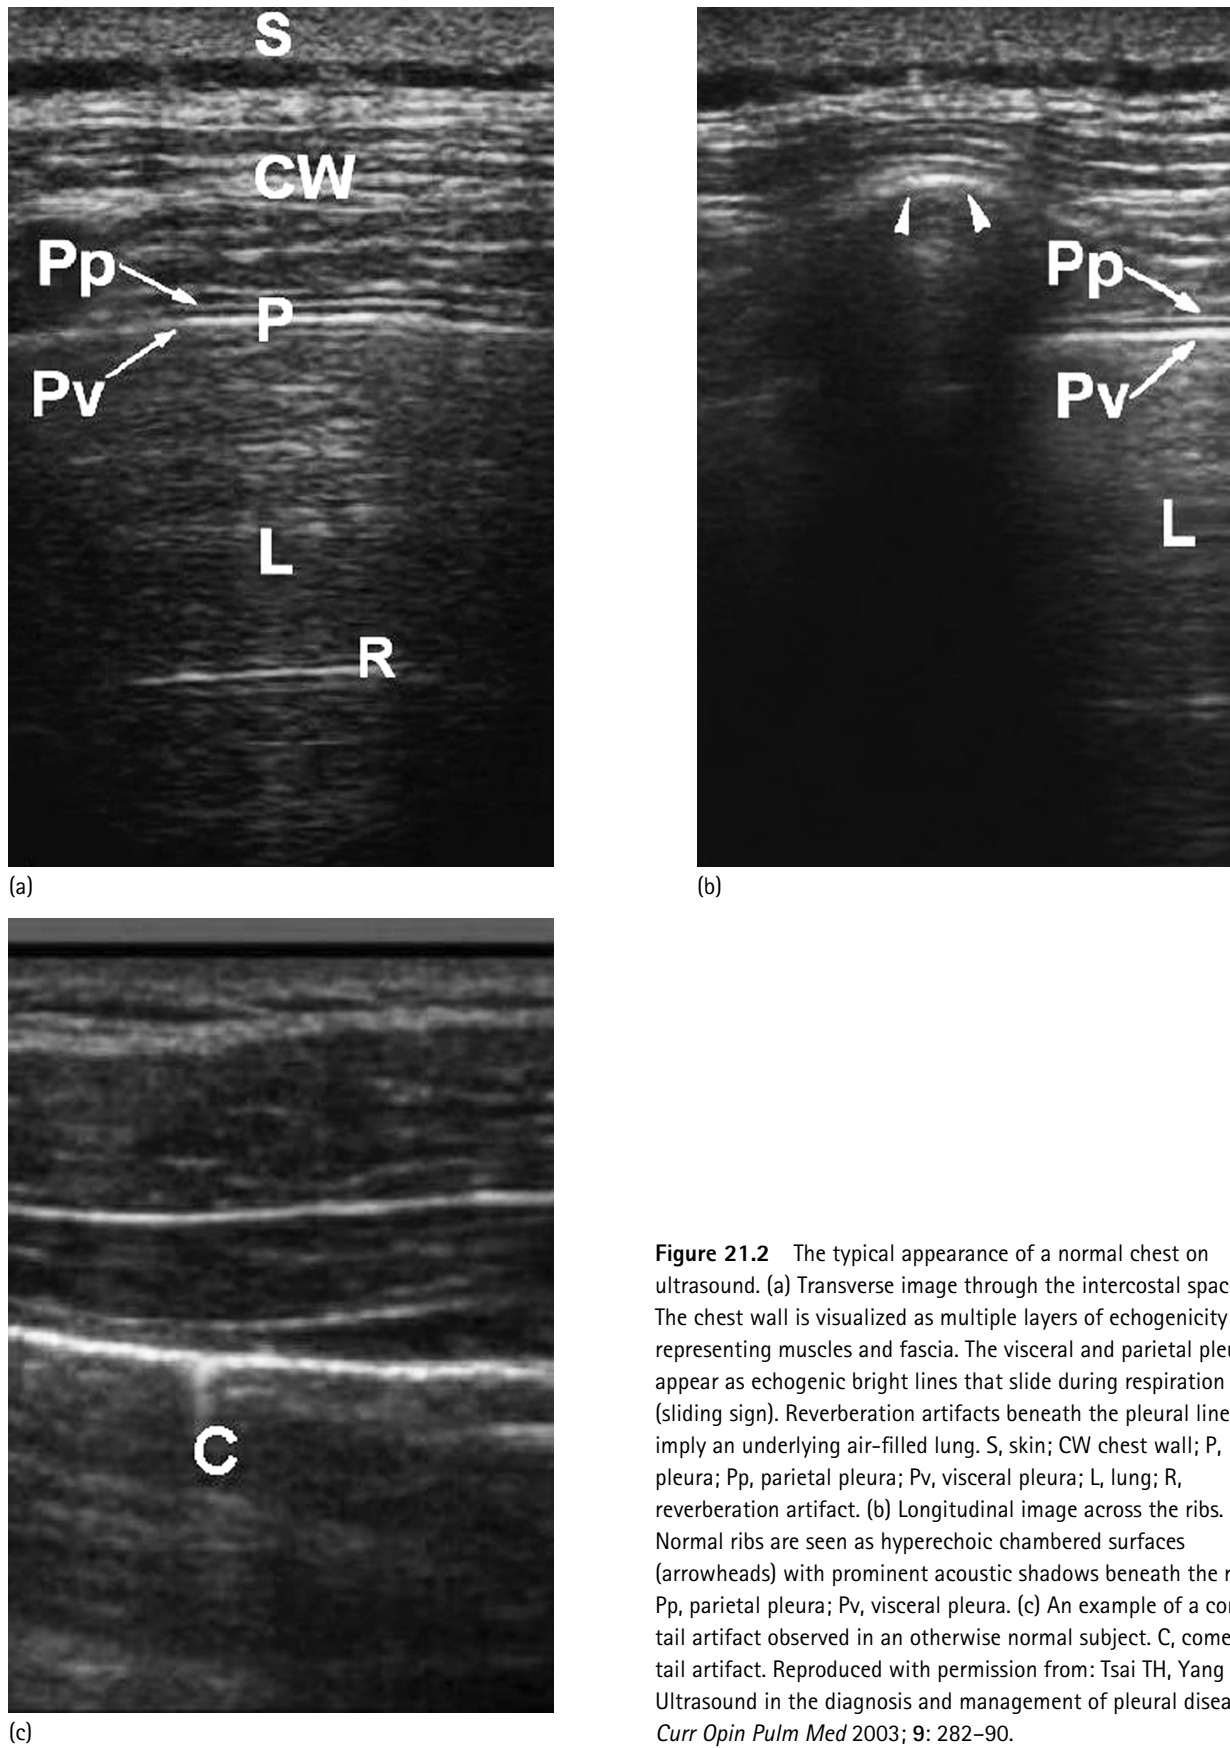 S
CW
Pp
P
Pv
L
R
(a)
Pp
Pv
L
(b)
C
(c)
Figure 21.2 The typical appearance of a normal chest on
ultrasound. (a) Transverse image through the intercostal spac
The chest wall is visualized as multiple layers of echogenicity
representing muscles and fascia. The visceral and parietal pleu
appear as echogenic bright lines that slide during respiration
(sliding sign). Reverberation artifacts beneath the pleural line
imply an underlying air-filled lung. S, skin; CW chest wall; P,
pleura; Pp, parietal pleura; Pv, visceral pleura; L, lung; R,
reverberation artifact. (b) Longitudinal image across the ribs.
Normal ribs are seen as hyperechoic chambered surfaces
(arrowheads) with prominent acoustic shadows beneath the r
Pp, parietal pleura; Pv, visceral pleura. (c) An example of a co
tail artifact observed in an otherwise normal subject. C, come
tail artifact. Reproduced with permission from: Tsai TH, Yang
Ultrasound in the diagnosis and management of pleural disea
Curr Opin Pulm Med 2003; 9: 282–90.